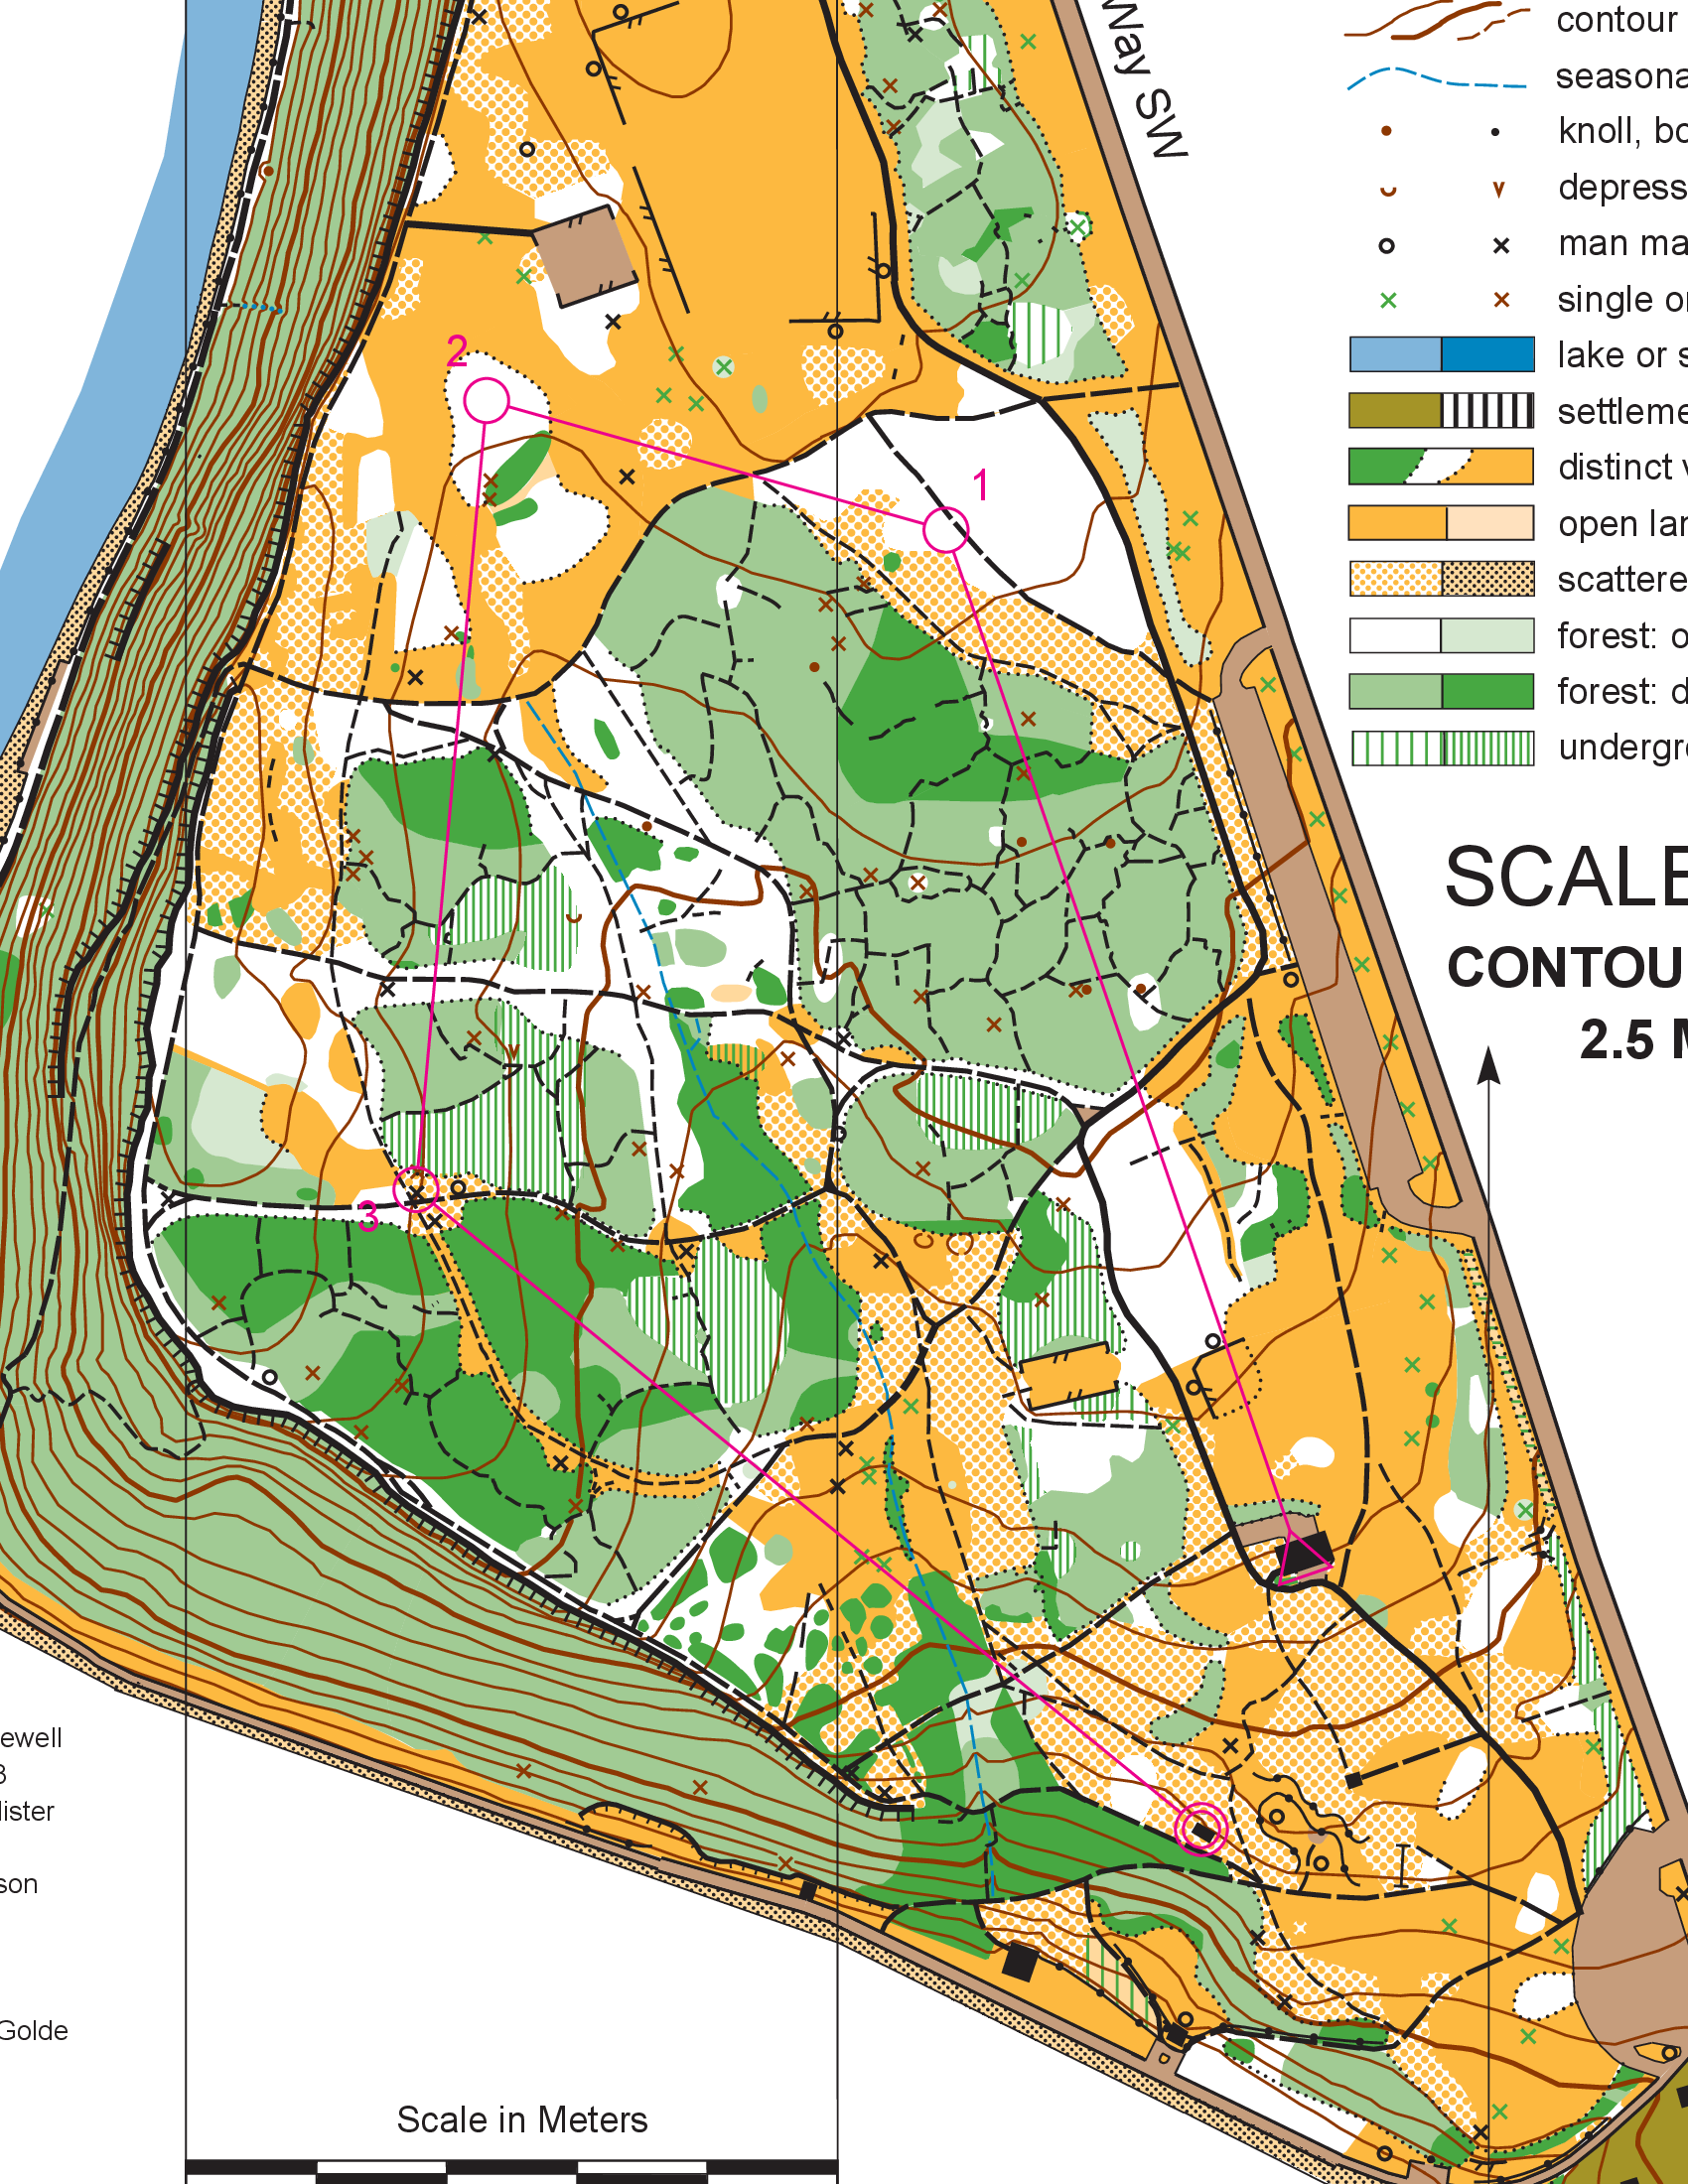 Way SW
contour
seasona
knoll, bo
depress
man ma
single o
lake or s
settleme
distinct v
open lan
scattere
forest: o
forest: d
undergr
2
1
SCALE
CONTOU
2.5 M
3
ewell
3
lister
son
Golde
Scale in Meters